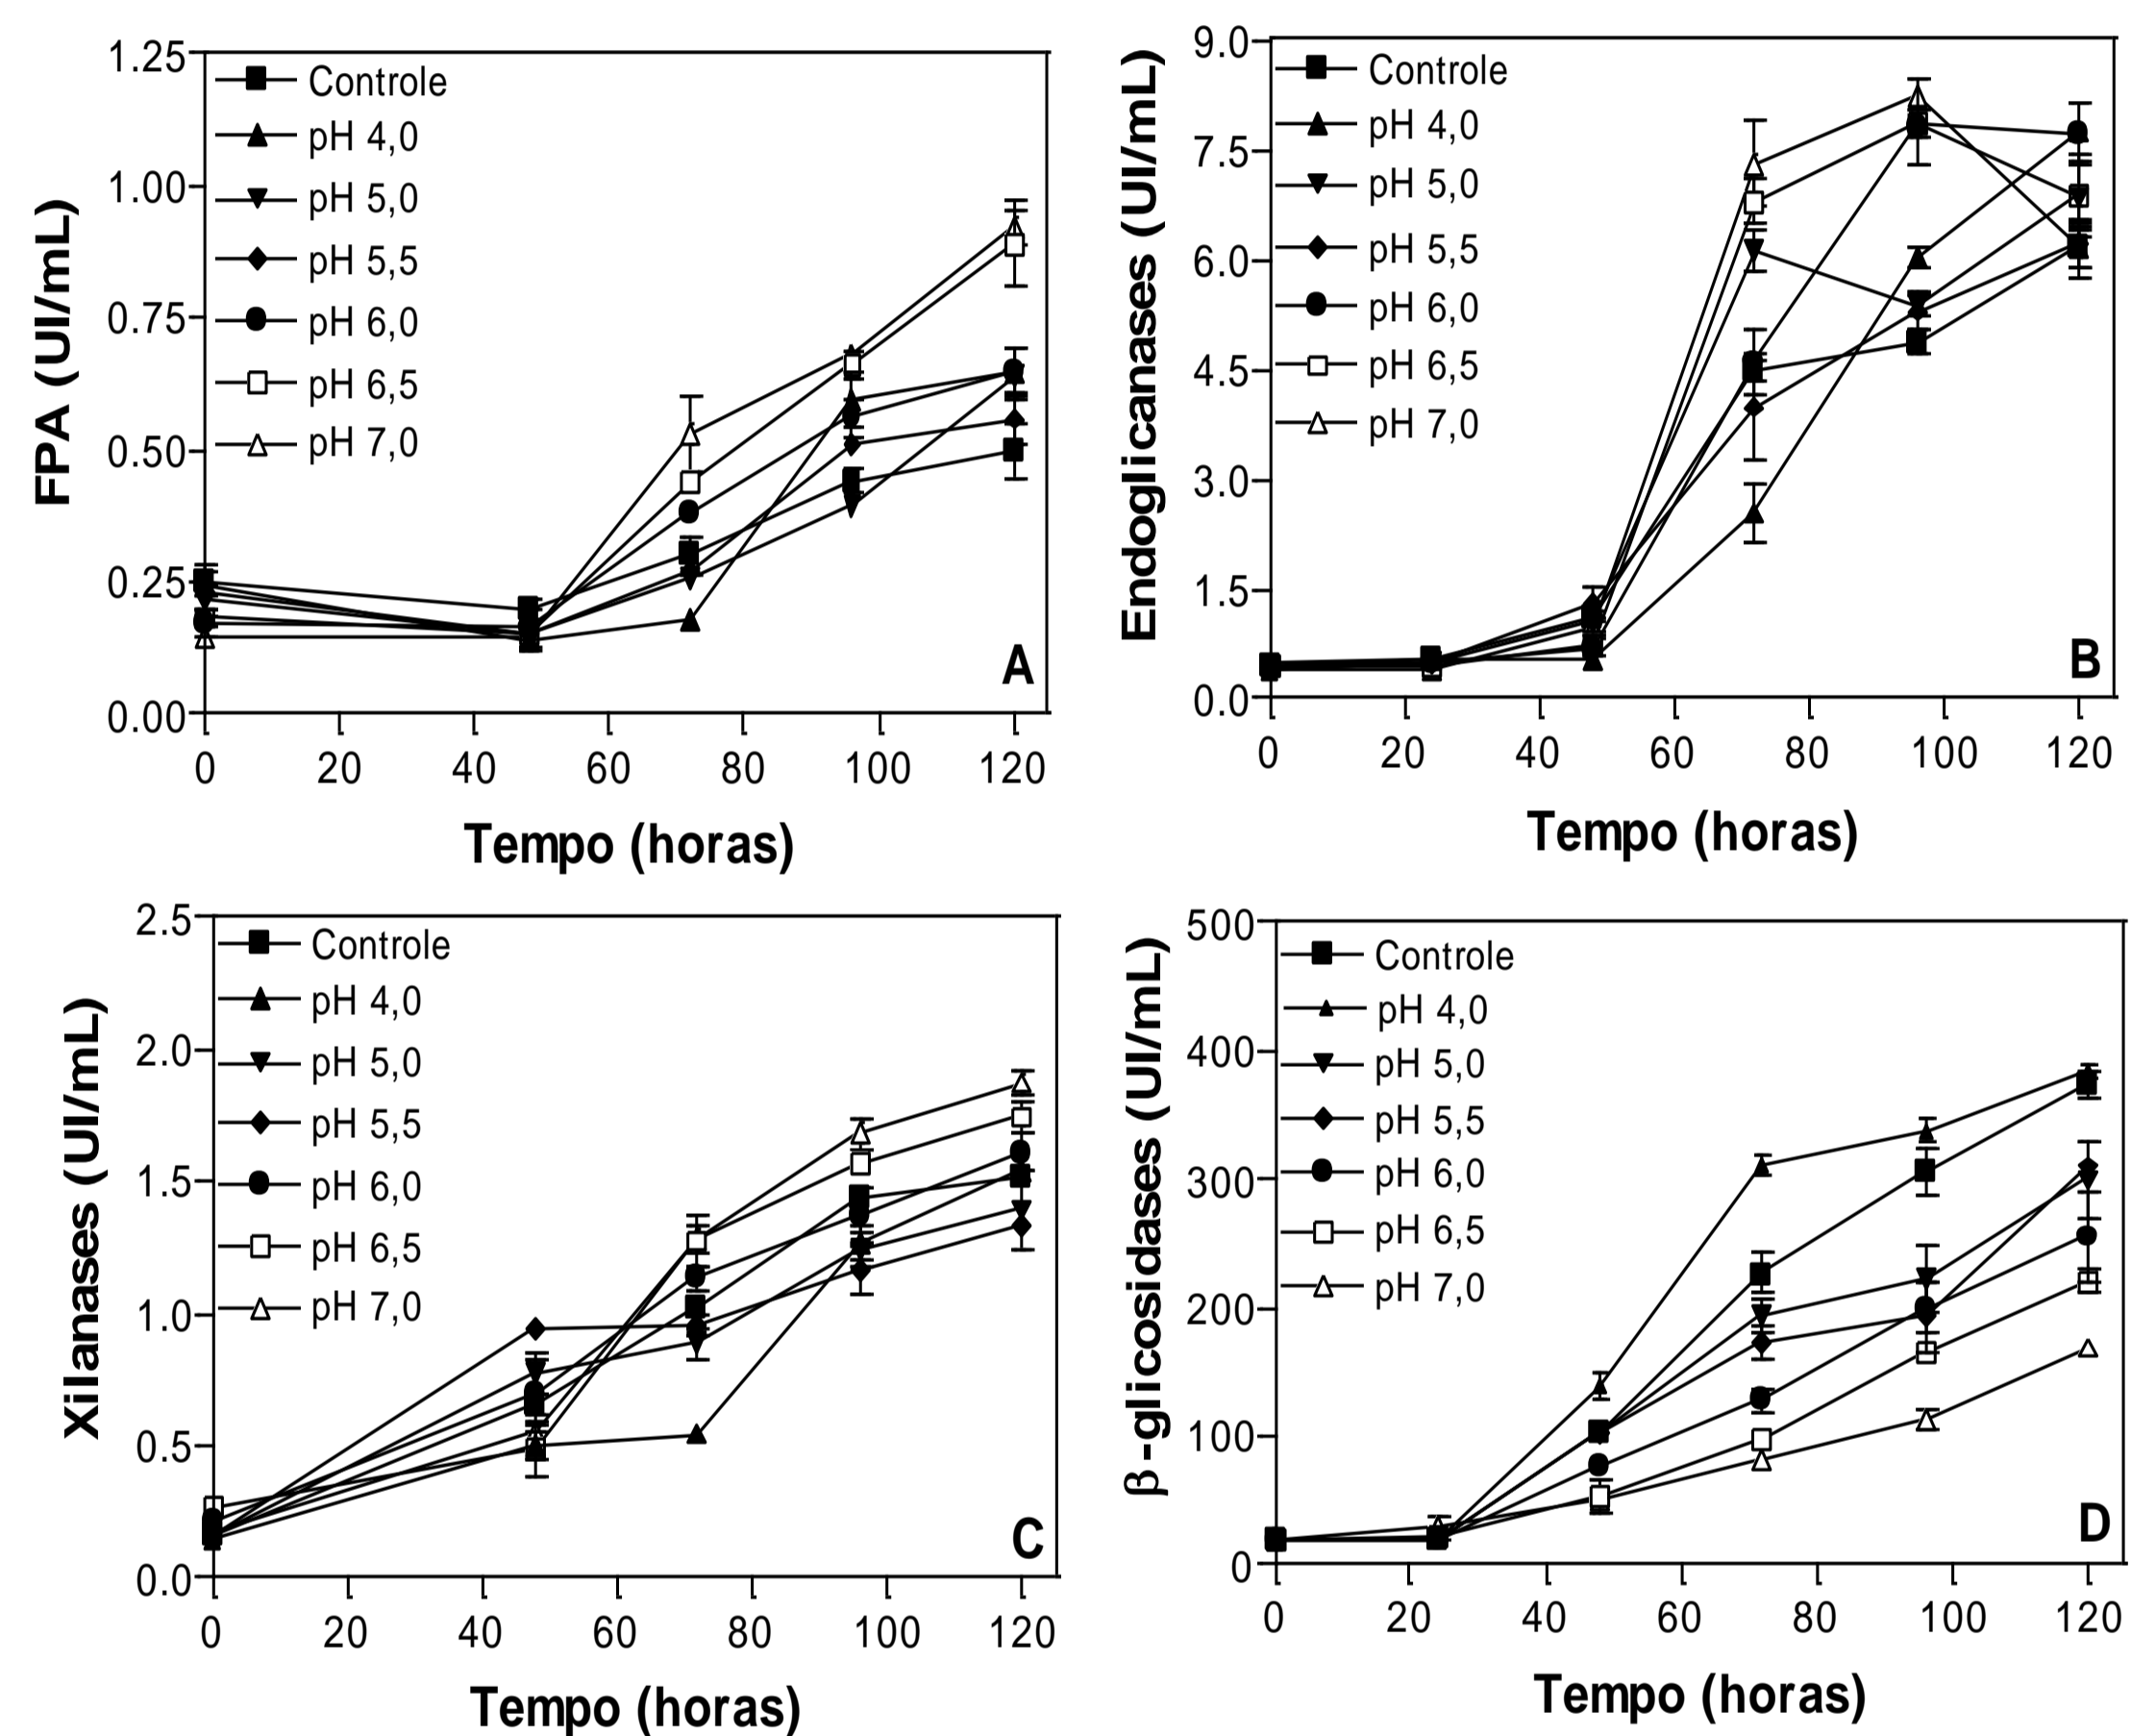 FPA (UI/mL)
1.25
1.00
0.75
0.50
0.25
0.00
Controle
pH 4,0
pH 5,0
pH 5,5
pH 6,0
pH 6,5
pH 7,0
A
0 20 40 60 80 100 120
Tempo (horas)
Endoglicanases (UI/mL)
9.0
7.5
6.0
4.5
3.0
1.5
0.0
Controle
pH 4,0
pH 5,0
pH 5,5
pH 6,0
pH 6,5
pH 7,0
B
0 20 40 60 80 100 120
Tempo (horas)
Xilanases (UI/mL)
2.5
2.0
1.5
1.0
0.5
0.0
Controle
pH 4,0
pH 5,0
pH 5,5
pH 6,0
pH 6,5
pH 7,0
C
0 20 40 60 80 100 120
Tempo (horas)
β-glicosidases (UI/mL)
500
400
300
200
100
0
Controle
pH 4,0
pH 5,0
pH 5,5
pH 6,0
pH 6,5
pH 7,0
D
0 20 40 60 80 100 120
Tempo (horas)